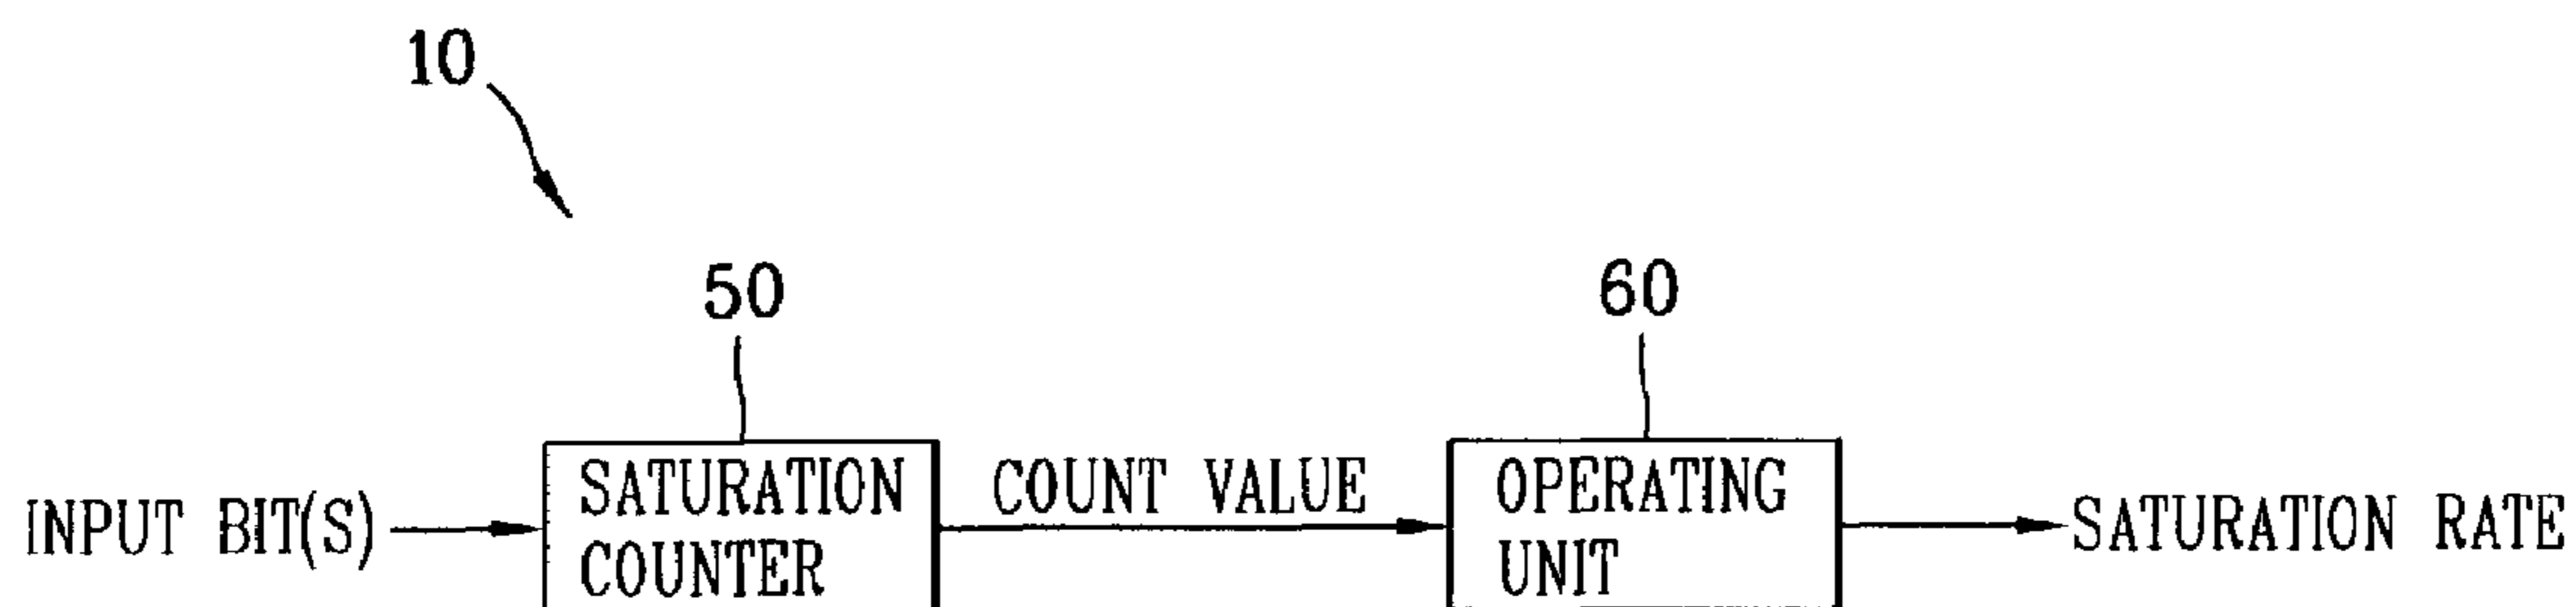 10
50
60
INPUT BIT(S)
SATURATION
COUNTER
COUNT VALUE
OPERATING
UNIT
SATURATION RATE